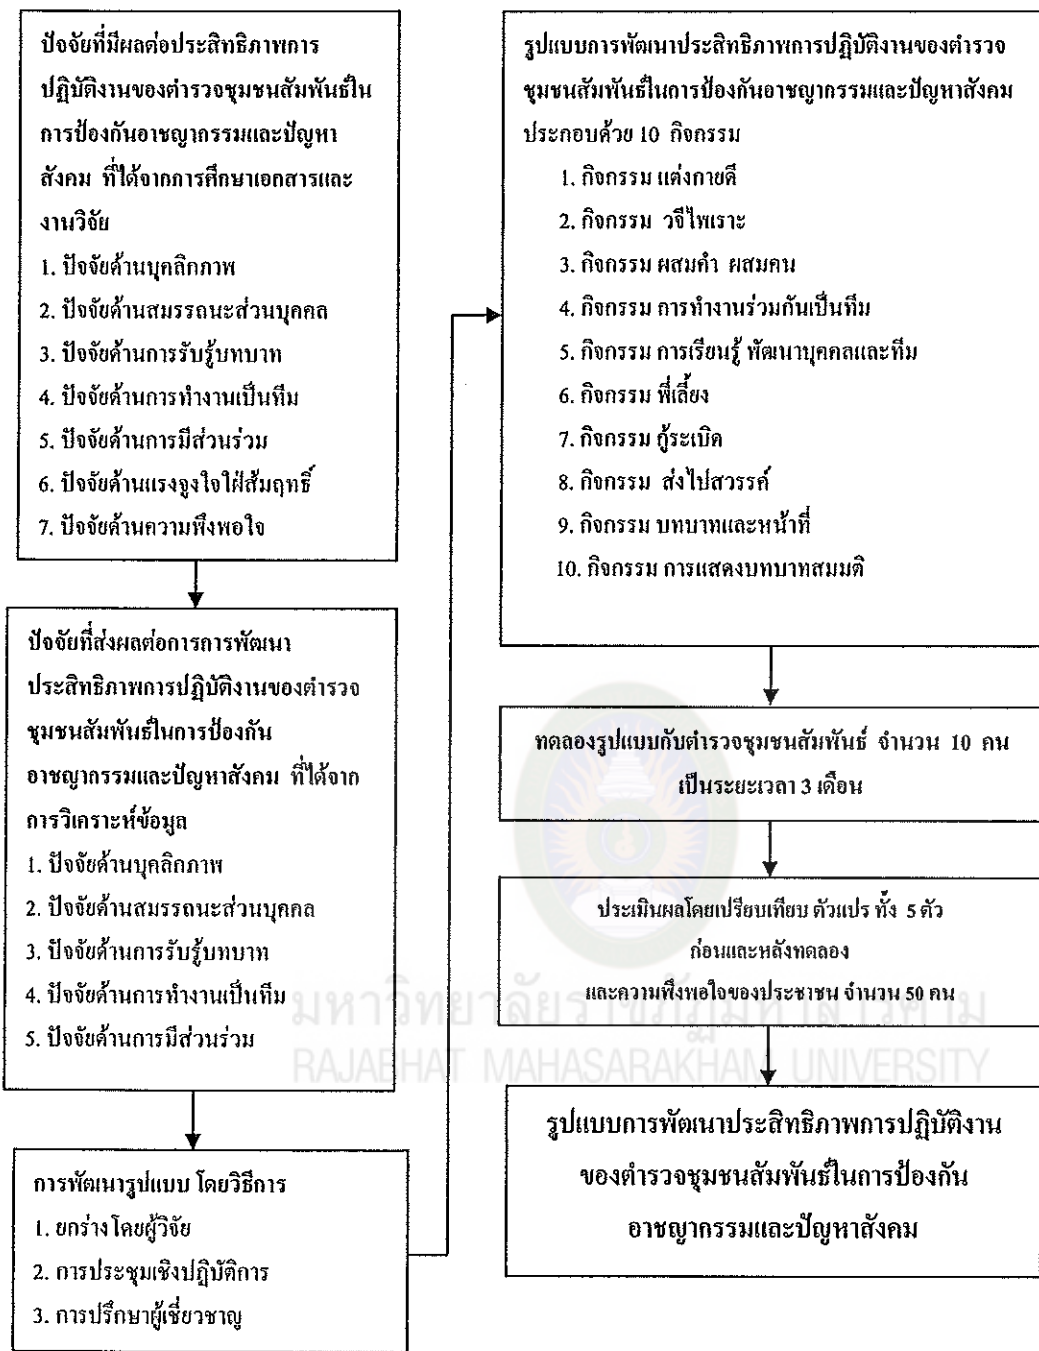 ปัจจัยที่มีผลต่อประสิทธิภาพการ
ปฏิบัติงานของตำรวจชุมชนสัมพันธ์ใน
การป้องกันอาชญากรรมและปัญหา
สังคม ที่ได้จากการศึกษาเอกสารและ
งานวิจัย
1. ปัจจัยด้านบุคลิกภาพ
2. ปัจจัยด้านสมรรถนะส่วนบุคคล
3. ปัจจัยด้านการรับรู้บทบาท
4. ปัจจัยด้านการทำงานเป็นทีม
5. ปัจจัยด้านการมีส่วนร่วม
6. ปัจจัยด้านแรงจูงใจใฝ่สัมฤทธิ์
7. ปัจจัยด้านความพึงพอใจ
ปัจจัยที่ส่งผลต่อการการพัฒนา
ประสิทธิภาพการปฏิบัติงานของตำรวจ
ชุมชนสัมพันธ์ในการป้องกัน
อาชญากรรมและปัญหาสังคม ที่ได้จาก
การวิเคราะห์ข้อมูล
1. ปัจจัยด้านบุคลิกภาพ
2. ปัจจัยด้านสมรรถนะส่วนบุคคล
3. ปัจจัยด้านการรับรู้บทบาท
4. ปัจจัยด้านการทำงานเป็นทีม
5. ปัจจัยด้านการมีส่วนร่วม
การพัฒนารูปแบบ โดยวิธีการ
1. ยกร่างโดยผู้วิจัย
2. การประชุมเชิงปฏิบัติการ
3. การปรึกษาผู้เชี่ยวชาญ
รูปแบบการพัฒนาประสิทธิภาพการปฏิบัติงานของตำรวจ
ชุมชนสัมพันธ์ในการป้องกันอาชญากรรมและปัญหาสังคม
ประกอบด้วย 10 กิจกรรม
1. กิจกรรม แต่งกายดี
2. กิจกรรม วจีไพเราะ
3. กิจกรรม ผสมคำ ผสมคน
4. กิจกรรม การทำงานร่วมกันเป็นทีม
5. กิจกรรม การเรียนรู้ พัฒนาบุคคลและทีม
6. กิจกรรม พี่เลี้ยง
7. กิจกรรม กู้ระเบิด
8. กิจกรรม ส่งไปสวรรค์
9. กิจกรรม บทบาทและหน้าที่
10. กิจกรรม การแสดงบทบาทสมมติ
ทดลองรูปแบบกับตำรวจชุมชนสัมพันธ์ จำนวน 10 คน
เป็นระยะเวลา 3 เดือน
ประเมินผลโดยเปรียบเทียบ ตัวแปร ทั้ง 5 ตัว
ก่อนและหลังทดลอง
และความพึงพอใจของประชาชน จำนวน 50 คน
มหาวิทยาลัยราชภัฏมหาสารคาม
RAJABHAT MAHASARAKHAM UNIVERSITY
รูปแบบการพัฒนาประสิทธิภาพการปฏิบัติงาน
ของตำรวจชุมชนสัมพันธ์ในการป้องกัน
อาชญากรรมและปัญหาสังคม